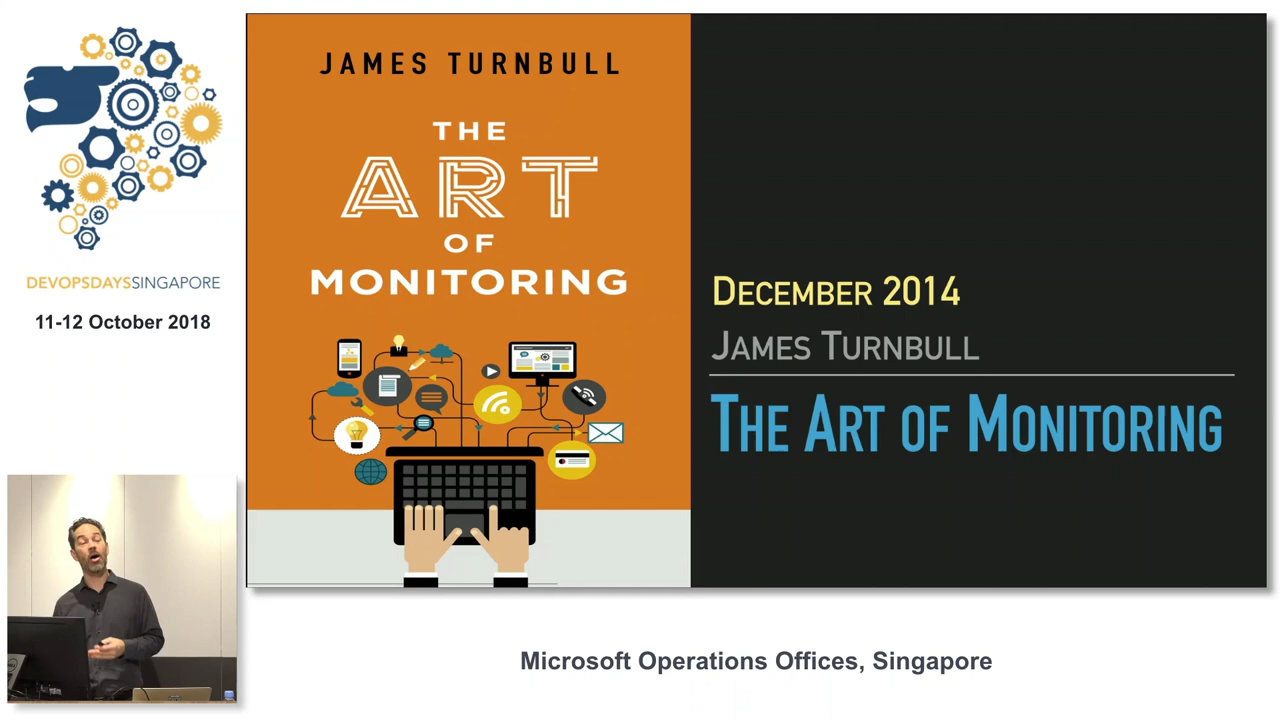 DEVOPSDAYSSINGAPORE
11-12 October 2018
JAMES TURNBULL
THE
ART
OF
MONITORING
DECEMBER 2014
JAMES TURNBULL
THE ART OF MONITORING
Microsoft Operations Offices, Singapore